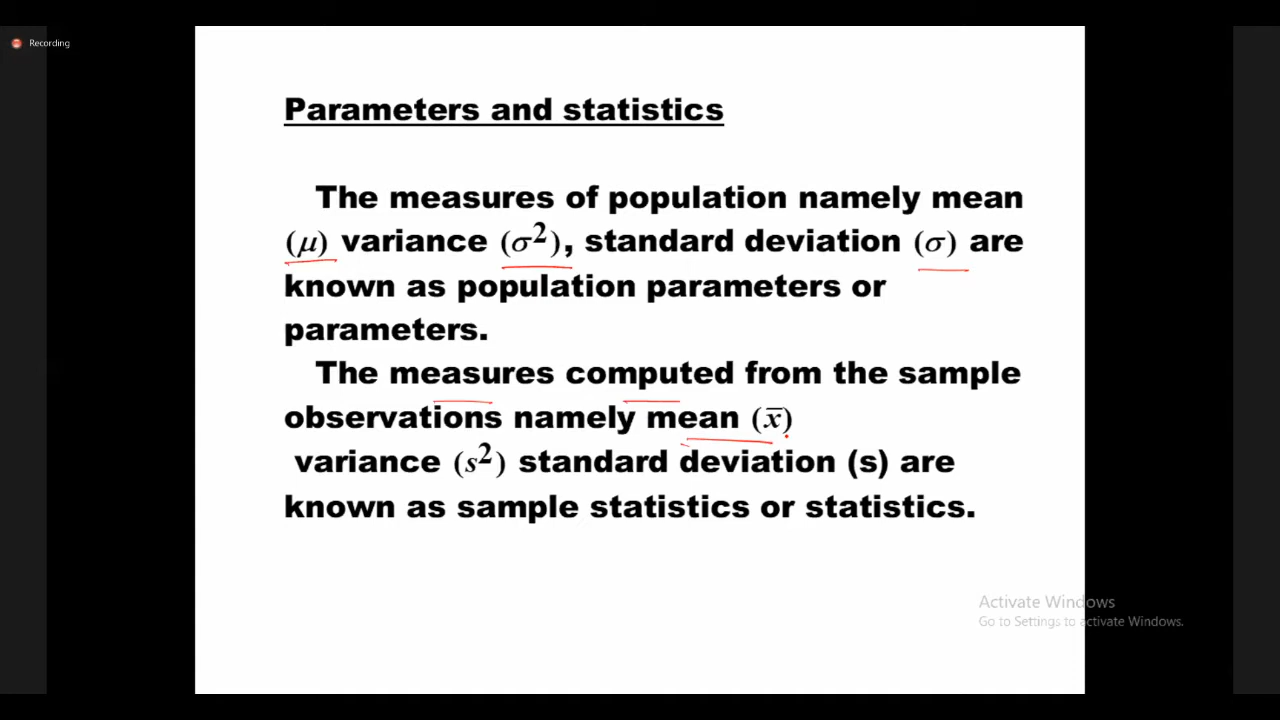 Recording
Parameters and statistics
The measures of population namely mean
(μ) variance (σ²), standard deviation (σ) are
known as population parameters or
parameters.
The measures computed from the sample
observations namely mean (x̄)
variance (s²) standard deviation (s) are
known as sample statistics or statistics.
Activate Windows
Go to Settings to activate Windows.